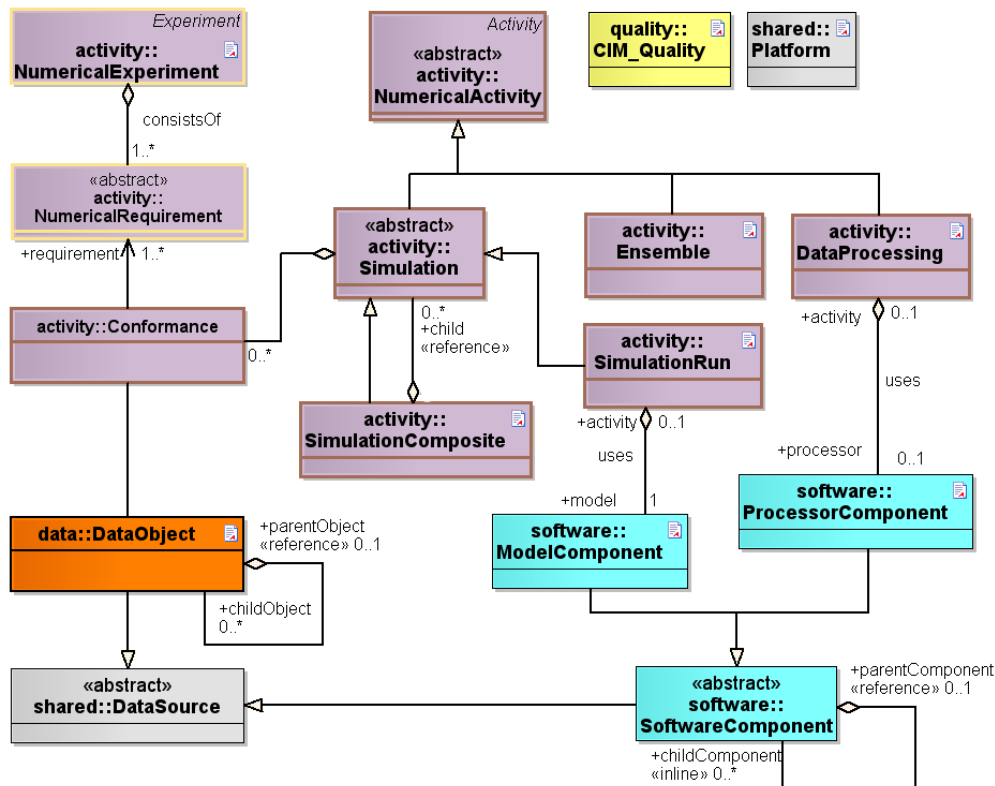 Experiment
activity::
NumericalExperiment
consistsOf
1..*
«abstract»
activity::
NumericalRequirement
+requirement
1..*
activity::Conformance
0..*
Activity
«abstract»
activity::
NumericalActivity
quality::
CIM_Quality
shared::
Platform
«abstract»
activity::
Simulation
0..*
+child
«reference»
activity::
Ensemble
activity::
DataProcessing
+activity
0..1
uses
+processor
0..1
activity::
SimulationRun
+activity
0..1
uses
+model
1
activity::
SimulationComposite
software::
ProcessorComponent
software::
ModelComponent
data::DataObject
+parentObject
«reference» 0..1
+childObject
0..*
«abstract»
shared::DataSource
«abstract»
software::
SoftwareComponent
+parentComponent
«reference» 0..1
+childComponent
«inline» 0..*